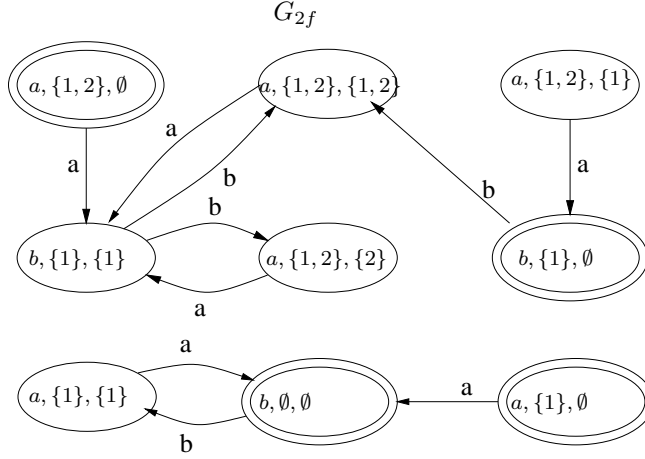 G_{2f}
a, {1, 2}, ∅
a, {1, 2}, {1, 2}
a, {1, 2}, {1}
a
a
a
b
b
b
b, {1}, {1}
a, {1, 2}, {2}
b, {1}, ∅
a
a
a
a, {1}, {1}
b, ∅, ∅
a, {1}, ∅
b